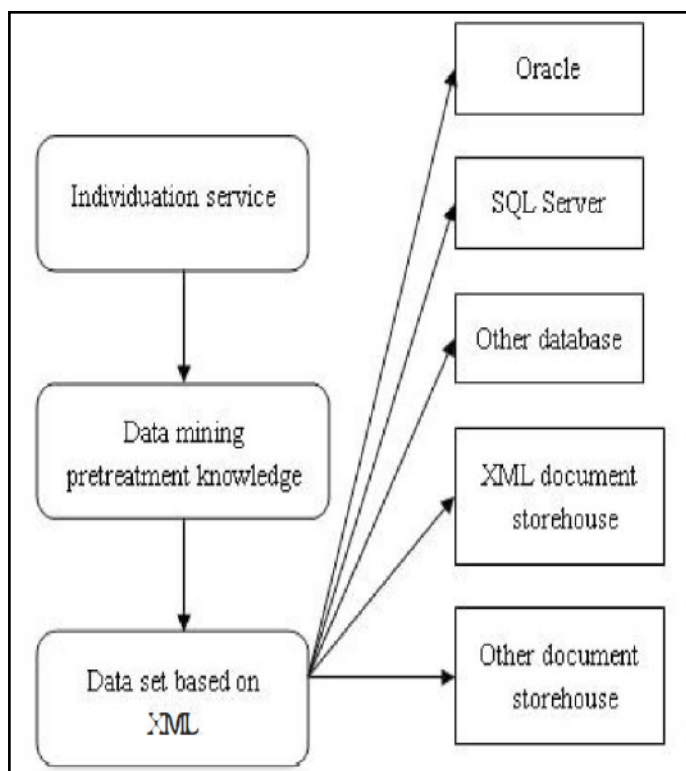 Individuation service
Data mining
pretreatment knowledge
Data set based on
XML
Oracle
SQL Server
Other database
XML document
storehouse
Other document
storehouse